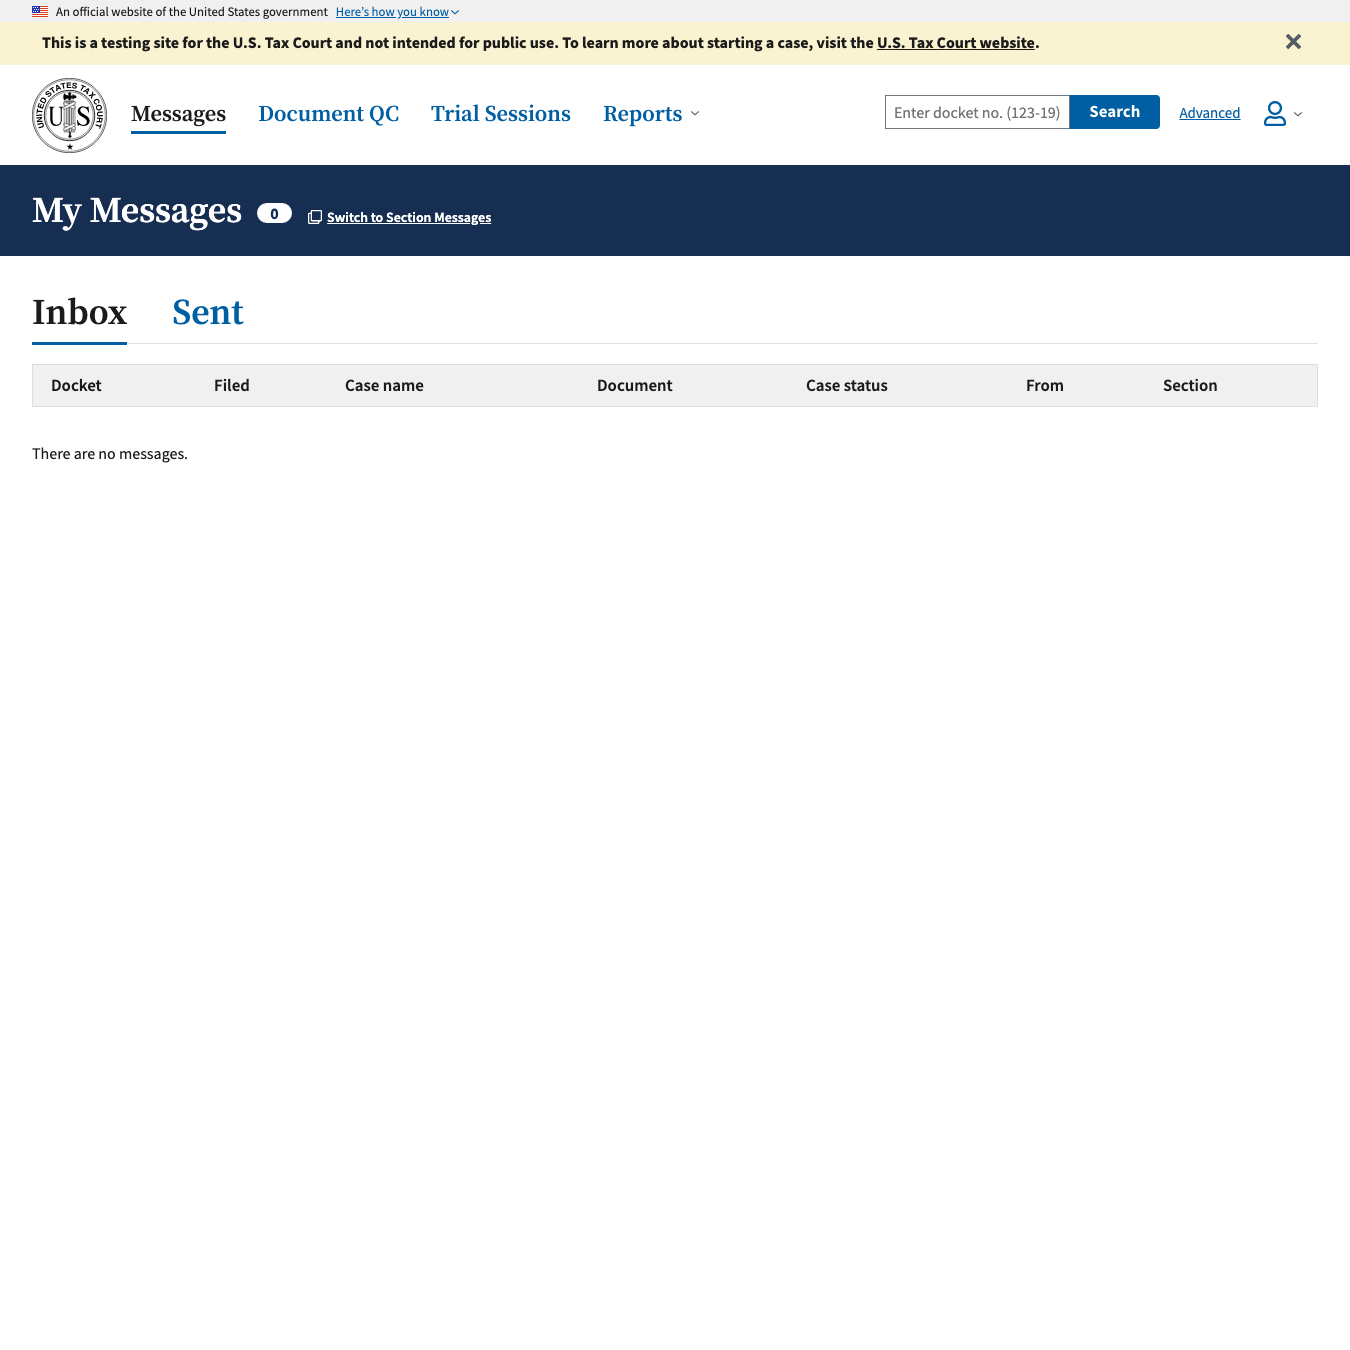 An official website of the United States government Here’s how you know
This is a testing site for the U.S. Tax Court and not intended for public use. To learn more about starting a case, visit the U.S. Tax Court website.
UNITED STATES TAX COURT
US
Messages Document QC Trial Sessions Reports Enter docket no. (123-19) Search Advanced
My Messages 0 Switch to Section Messages
Inbox Sent
Docket Filed Case name Document Case status From Section
There are no messages.